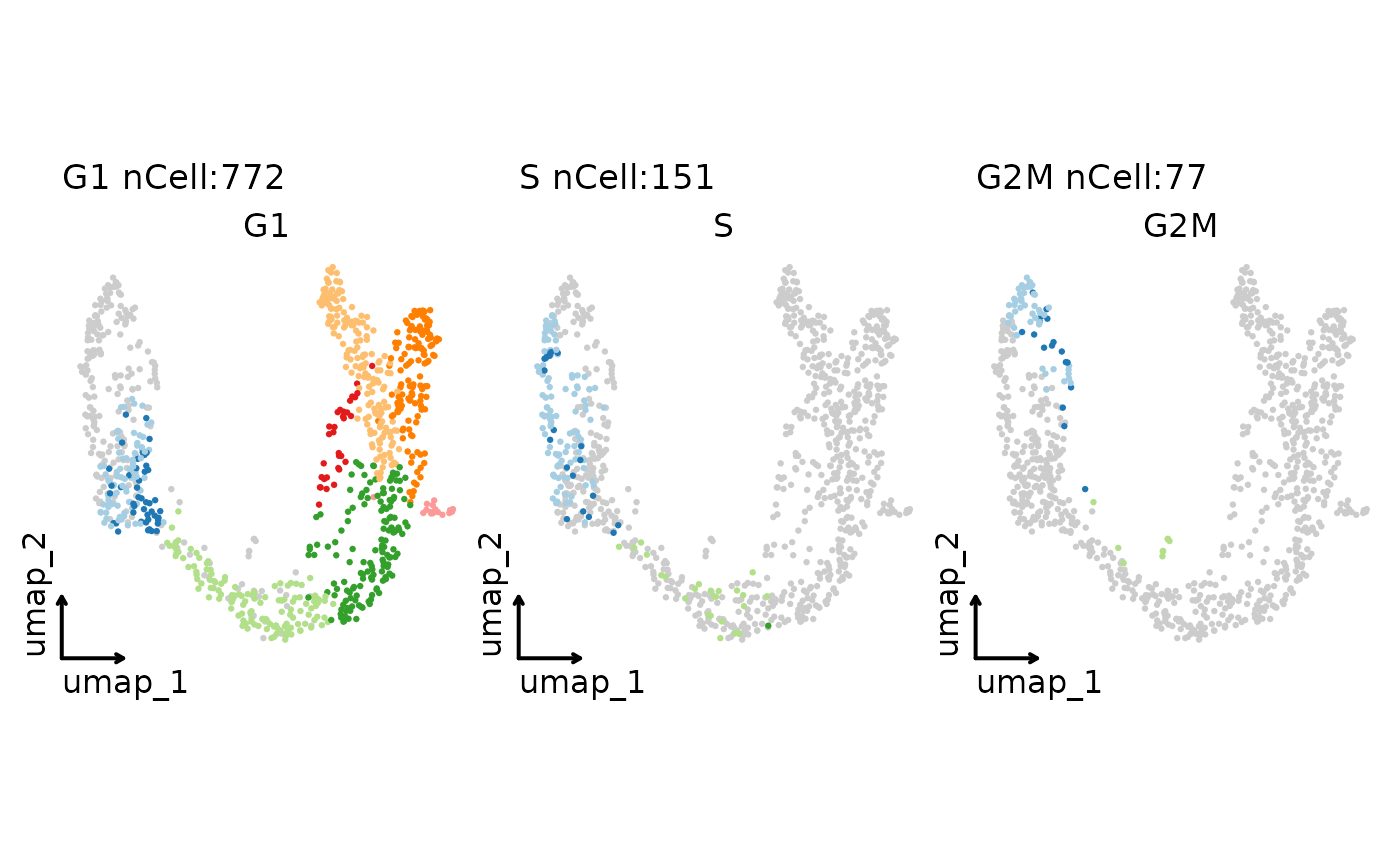 G1 nCell:772
G1
umap_2
umap_1
S nCell:151
S
umap_2
umap_1
G2M nCell:77
G2M
umap_2
umap_1